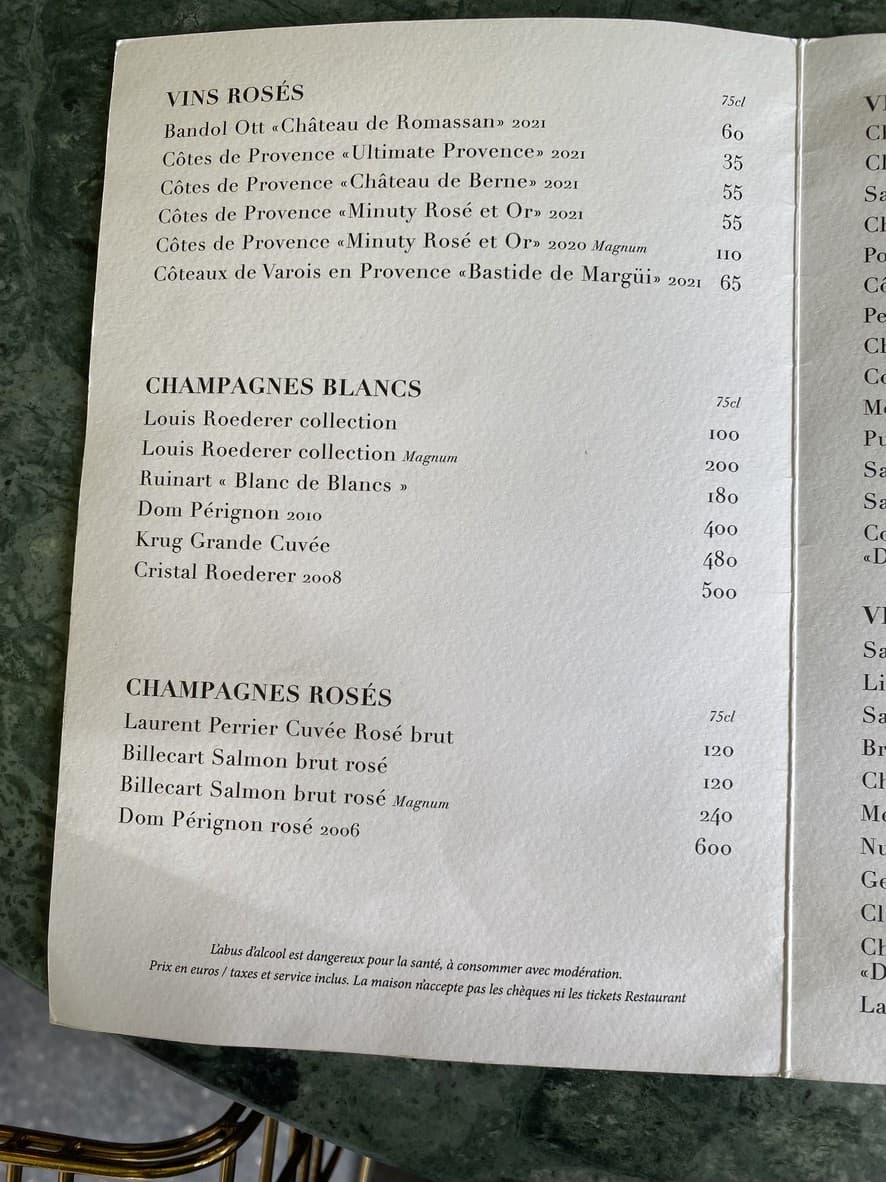 VINS ROSÉS 75cl
Bandol Ott «Château de Romassan» 2021 60
Côtes de Provence «Ultimate Provence» 2021 35
Côtes de Provence «Château de Berne» 2021 55
Côtes de Provence «Minuty Rosé et Or» 2021 55
Côtes de Provence «Minuty Rosé et Or» 2020 Magnum 110
Côteaux de Varois en Provence «Bastide de Margüi» 2021 65
CHAMPAGNES BLANCS 75cl
Louis Roederer collection 100
Louis Roederer collection Magnum 200
Ruinart « Blanc de Blancs » 180
Dom Pérignon 2010 400
Krug Grande Cuvée 480
Cristal Roederer 2008 500
CHAMPAGNES ROSÉS 75cl
Laurent Perrier Cuvée Rosé brut 120
Billecart Salmon brut rosé 120
Billecart Salmon brut rosé Magnum 240
Dom Pérignon rosé 2006 600
L'abus d'alcool est dangereux pour la santé, à consommer avec modération.
Prix en euros / taxes et service inclus. La maison n'accepte pas les chèques ni les tickets Restaurant